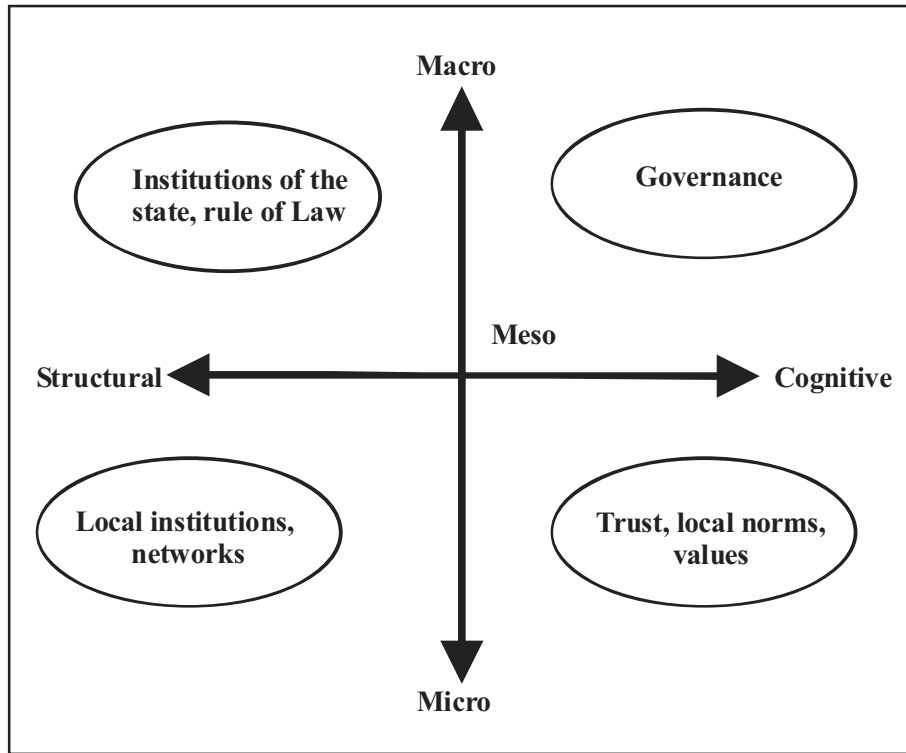 Macro
Institutions of the
state, rule of Law
Governance
Meso
Structural
Cognitive
Local institutions,
networks
Trust, local norms,
values
Micro